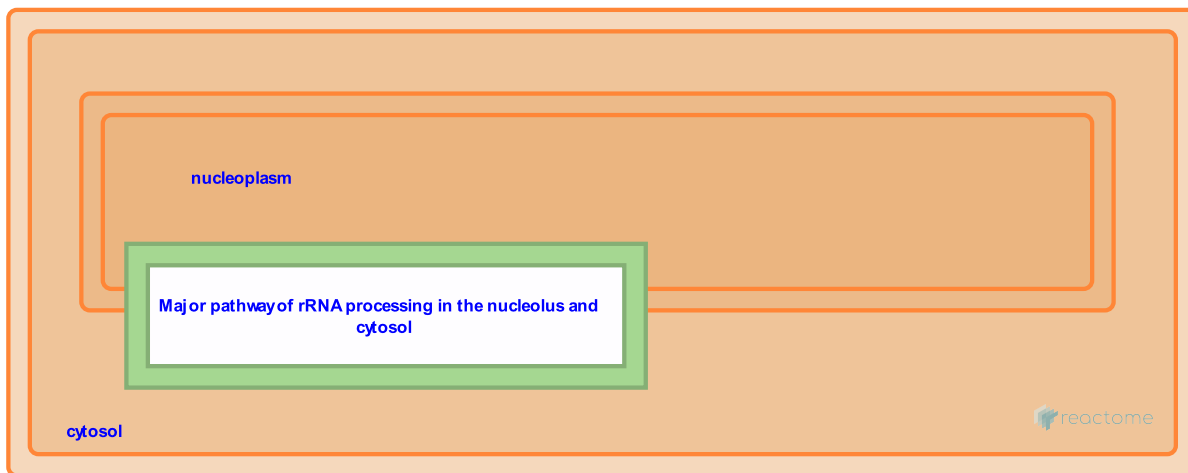 nucleoplasm
Major pathway of rRNA processing in the nucleolus and
cytosol
cytosol
reactome